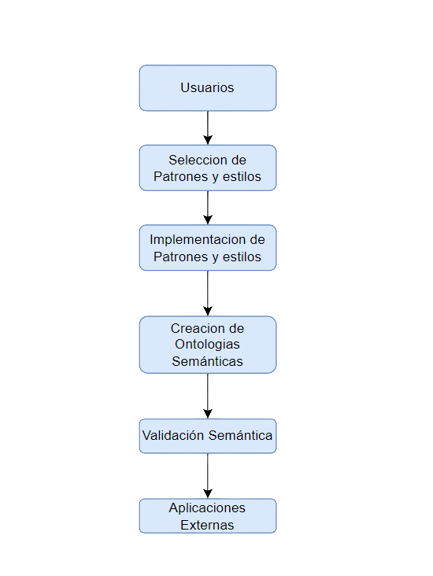 Usuarios
Seleccion de
Patrones y estilos
Implementacion de
Patrones y estilos
Creacion de
Ontologias
Semánticas
Validación Semántica
Aplicaciones
Externas